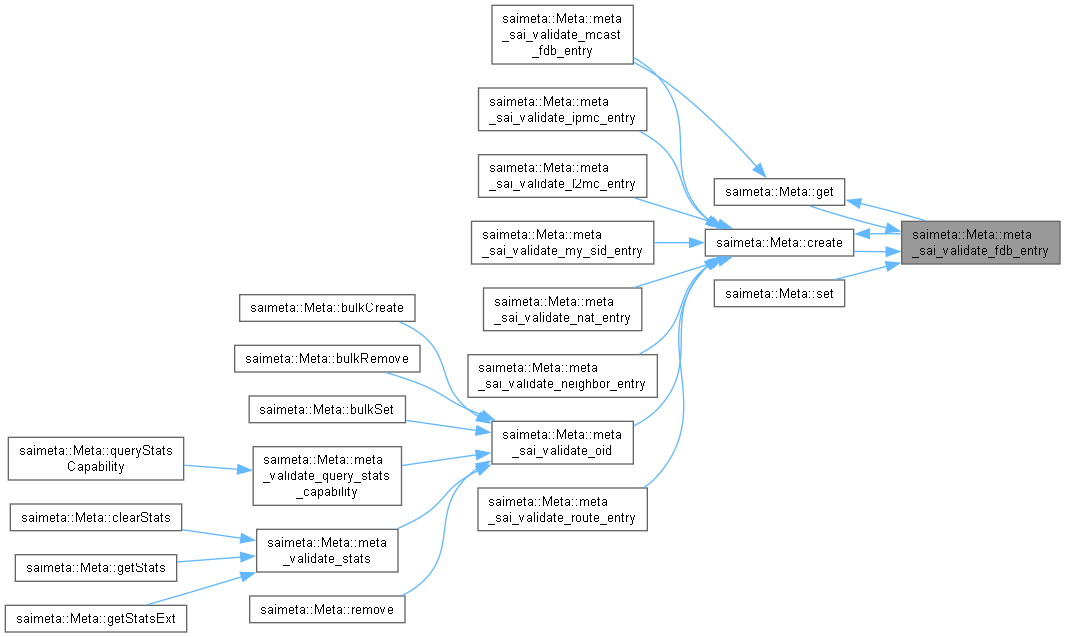 saimeta::Meta::meta
_sai_validate_mcast
_fdb_entry
saimeta::Meta::meta
_sai_validate_ipmc_entry
saimeta::Meta::meta
_sai_validate_l2mc_entry
saimeta::Meta::get
saimeta::Meta::meta
_sai_validate_my_sid_entry
saimeta::Meta::create
saimeta::Meta::meta
_sai_validate_fdb_entry
saimeta::Meta::set
saimeta::Meta::meta
_sai_validate_nat_entry
saimeta::Meta::bulkCreate
saimeta::Meta::bulkRemove
saimeta::Meta::meta
_sai_validate_neighbor_entry
saimeta::Meta::bulkSet
saimeta::Meta::meta
_sai_validate_oid
saimeta::Meta::queryStats
Capability
saimeta::Meta::meta
_validate_query_stats
_capability
saimeta::Meta::meta
_sai_validate_route_entry
saimeta::Meta::clearStats
saimeta::Meta::meta
_validate_stats
saimeta::Meta::getStats
saimeta::Meta::getStatsExt
saimeta::Meta::remove